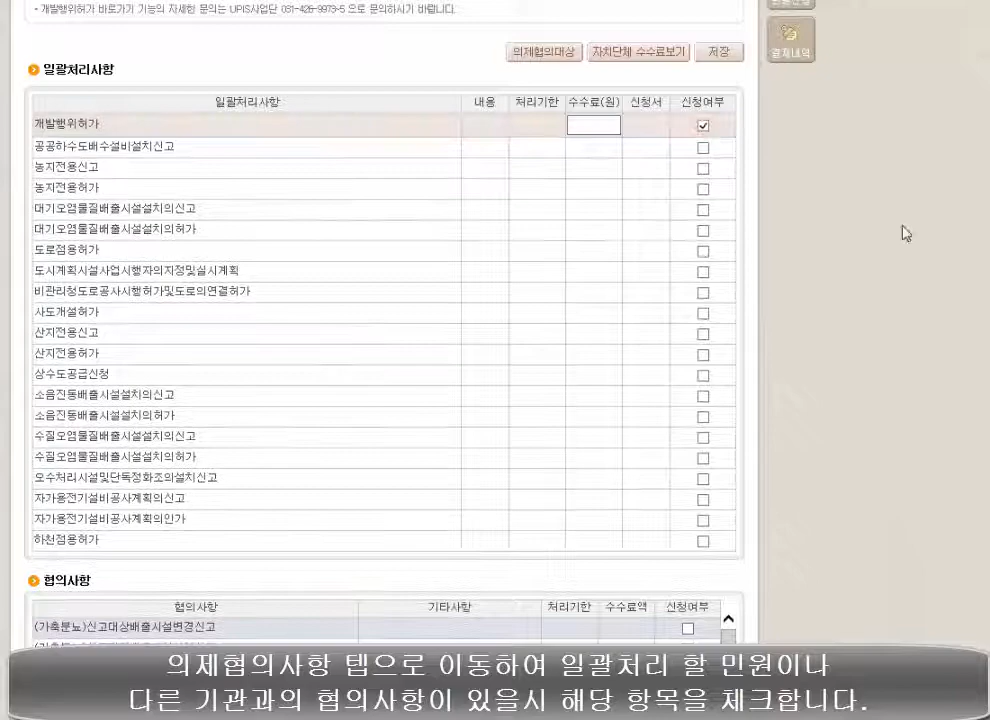 - 개발행위허가 바로가기 기능의 자세한 문의는 UPIS사업단 031-426-9973~5 으로 문의하시기 바랍니다.
결재내역
의제협의대상 자치단체 수수료보기 저장
일괄처리사항
일괄처리사항 내용 처리기한 수수료(원) 신청서 신청여부
개발행위허가
공공하수도배수설비설치신고
농지전용신고
농지전용허가
대기오염물질배출시설설치의신고
대기오염물질배출시설설치의허가
도로점용허가
도시계획시설사업시행자의지정및실시계획
비관리청도로공사시행허가및도로의연결허가
사도개설허가
산지전용신고
산지전용허가
상수도공급신청
소음진동배출시설설치의신고
소음진동배출시설설치의허가
수질오염물질배출시설설치의신고
수질오염물질배출시설설치의허가
오수처리시설및단독정화조의설치신고
자가용전기설비공사계획의신고
자가용전기설비공사계획의인가
하천점용허가
협의사항
협의사항 기타사항 처리기한 수수료액 신청여부
(가축분뇨)신고대상배출시설변경신고
의제협의사항 탭으로 이동하여 일괄처리 할 민원이나
다른 기관과의 협의사항이 있을시 해당 항목을 체크합니다.